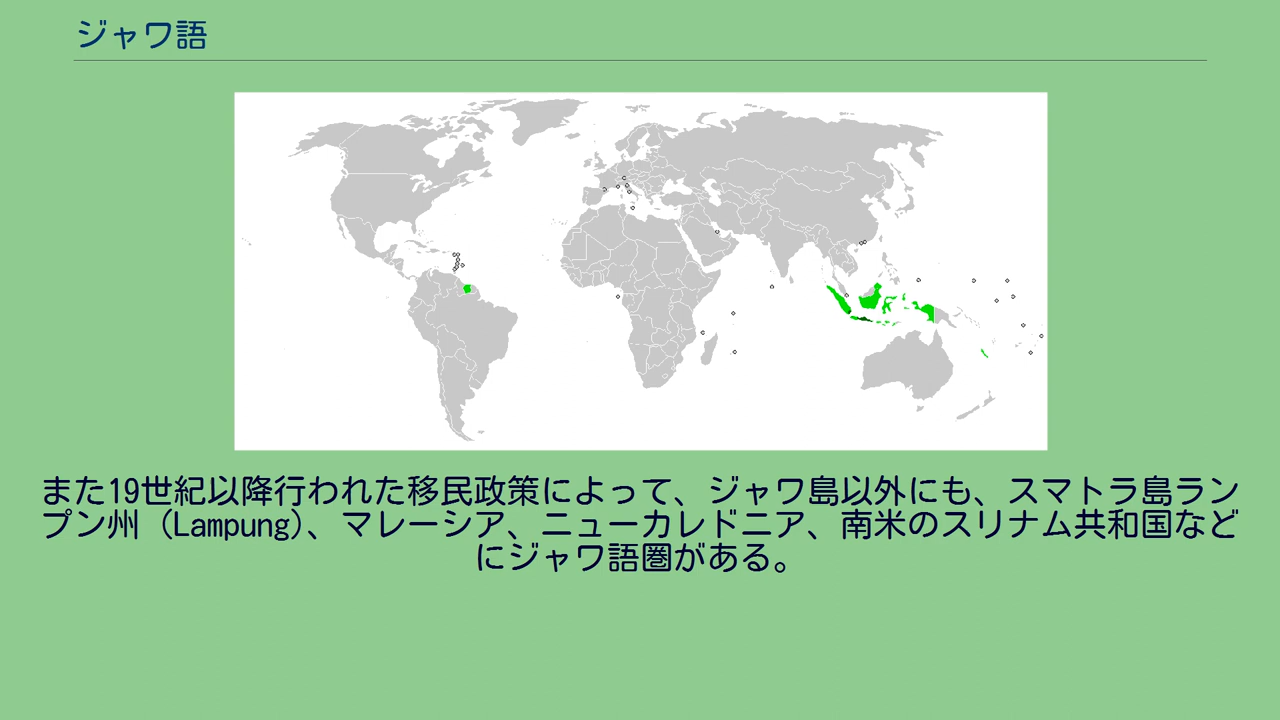 ジャワ語
また19世紀以降行われた移民政策によって、ジャワ島以外にも、スマトラ島ラン
プン州（Lampung)、マレーシア、ニューカレドニア、南米のスリナム共和国など
にジャワ語圏がある。